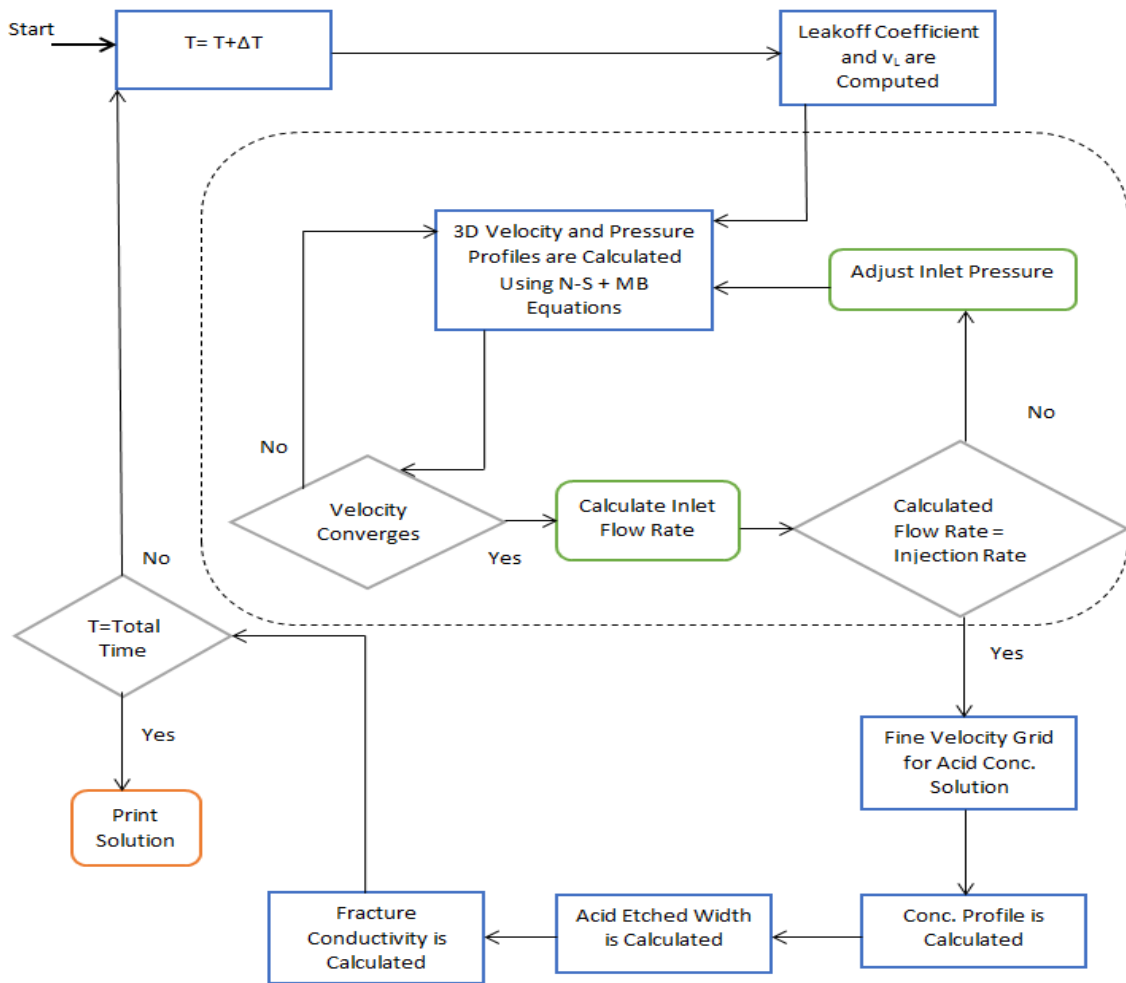 Start
T= T+ΔT
Leakoff Coefficient
and vL are
Computed
3D Velocity and Pressure
Profiles are Calculated
Using N-S + MB
Equations
Adjust Inlet Pressure
No
No
Velocity
Converges
Yes
Calculate Inlet
Flow Rate
Calculated
Flow Rate =
Injection Rate
No
T=Total
Time
Yes
Yes
Fine Velocity Grid
for Acid Conc.
Solution
Print
Solution
Fracture
Conductivity is
Calculated
Acid Etched Width
is Calculated
Conc. Profile is
Calculated